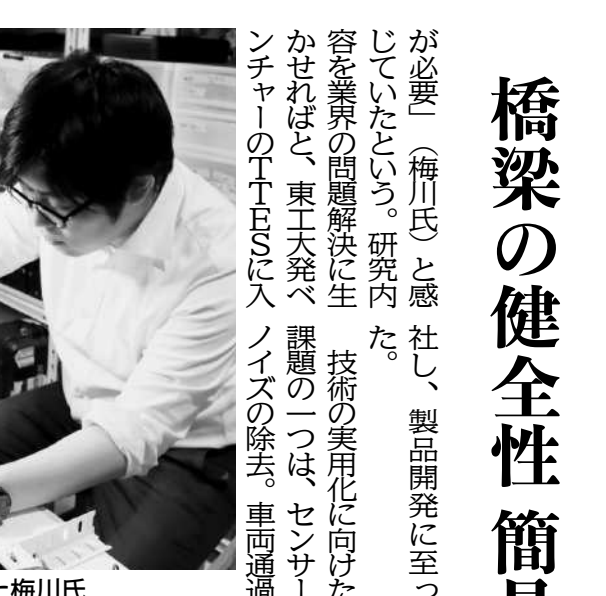 橋梁の健全性 簡易
が必要」（梅川氏）と感
じていたという。研究内
容を業界の問題解決に生
かせればと、東工大発ベ
ンチャーのTTESに入
社し、製品開発に至っ
た。
技術の実用化に向けた
課題の一つは、センサー
ノイズの除去。車両通過
梅川氏